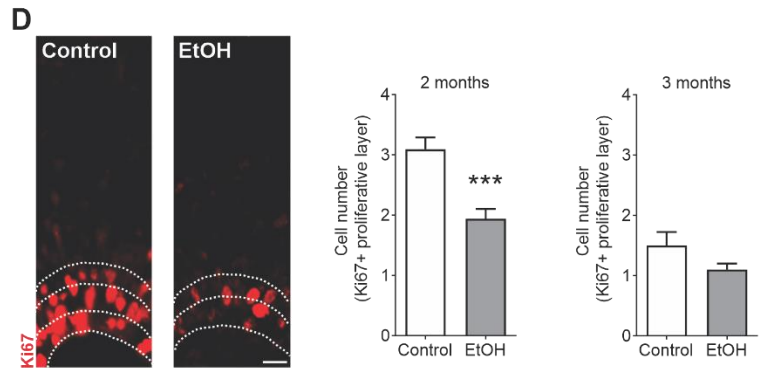 D
Control
EtOH
Ki67
2 months
Cell number
(Ki67+ proliferative layer)
4
3
2
1
0
***
Control
EtOH
3 months
Cell number
(Ki67+ proliferative layer)
4
3
2
1
0
Control
EtOH